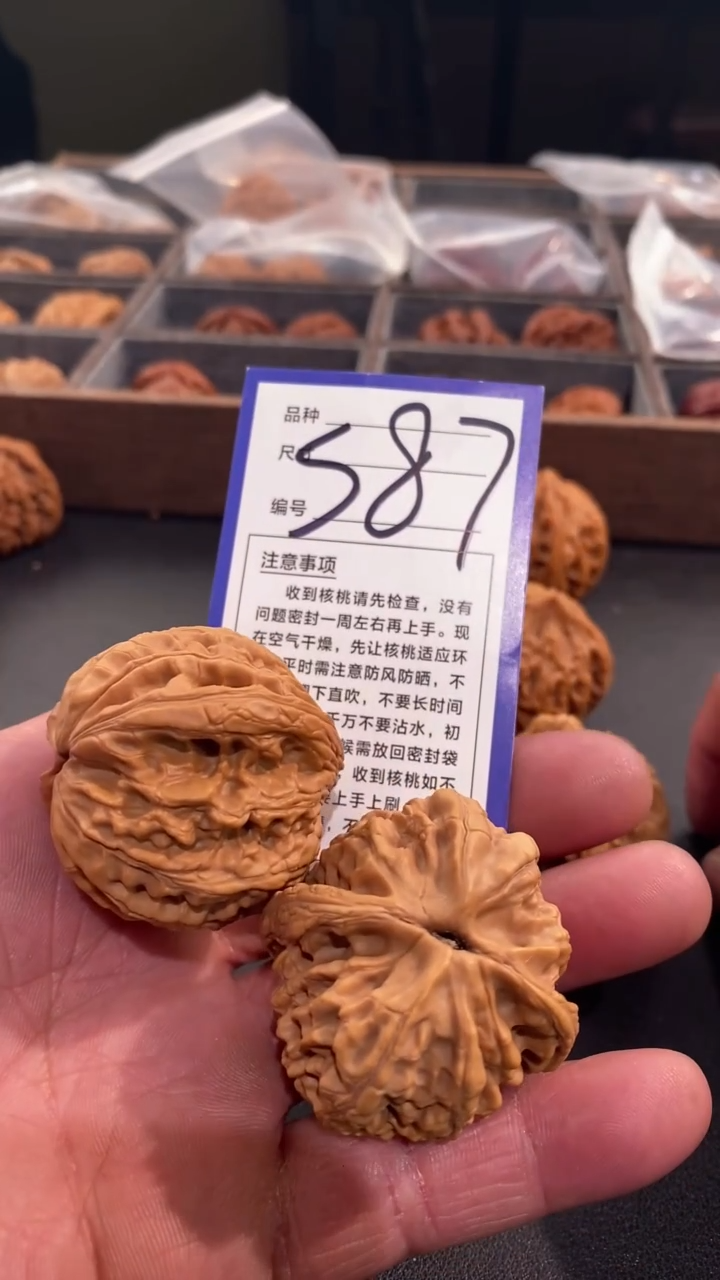 品种
587
尺
编号
注意事项
收到核桃请先检查，没有
问题密封一周左右再上手。现
在空气干燥，先让核桃适应环
平时需注意防风防晒，不
下直吹，不要长时间
千万不要沾水，初
候需放回密封袋
收到核桃如不
上手上刷
，不